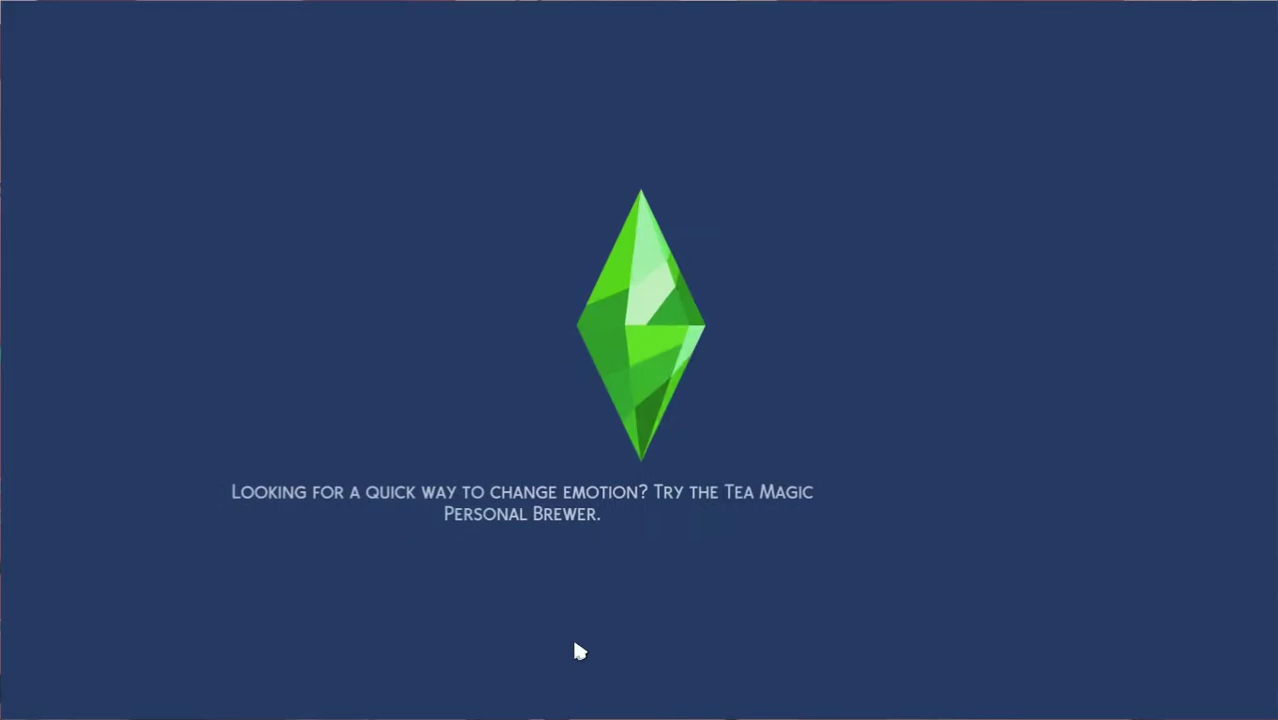 Looking for a quick way to change emotion? Try the Tea Magic
Personal Brewer.